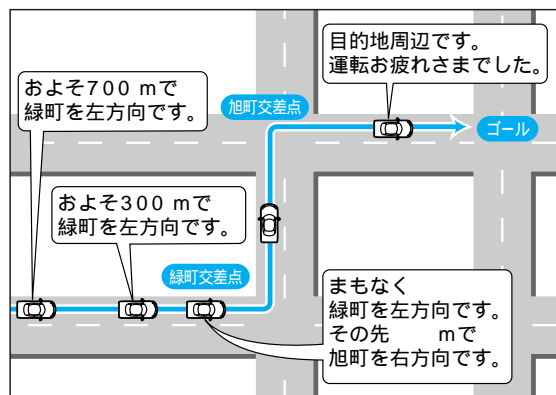 目的地周辺です。
運転お疲れさまでした。
およそ700 mで
緑町を左方向です。
旭町交差点
ゴール
およそ300 mで
緑町を左方向です。
緑町交差点
まもなく
緑町を左方向です。
その先　　mで
旭町を右方向です。